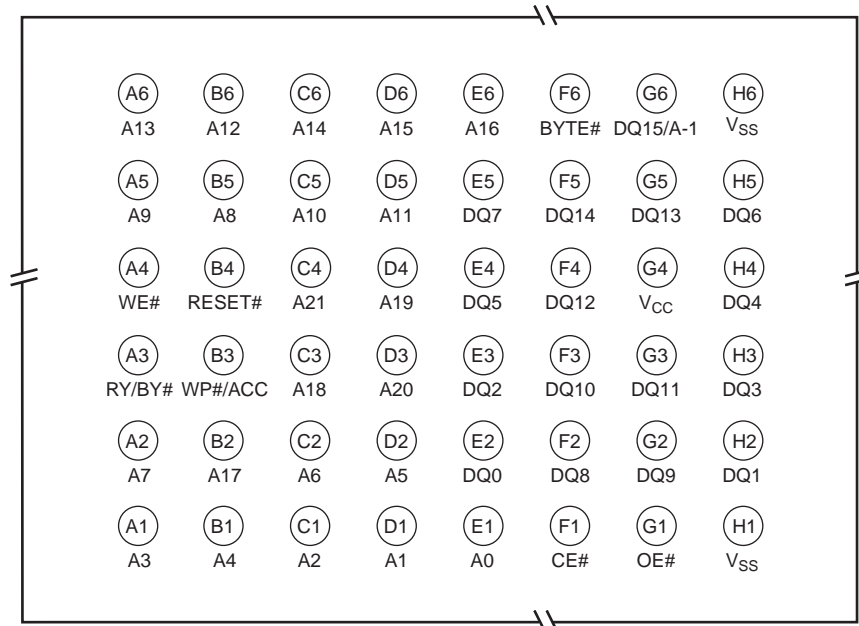 A6 B6 C6 D6 E6 F6 G6 H6
A13 A12 A14 A15 A16 BYTE# DQ15/A-1 VSS
A5 B5 C5 D5 E5 F5 G5 H5
A9 A8 A10 A11 DQ7 DQ14 DQ13 DQ6
A4 B4 C4 D4 E4 F4 G4 H4
WE# RESET# A21 A19 DQ5 DQ12 VCC DQ4
A3 B3 C3 D3 E3 F3 G3 H3
RY/BY# WP#/ACC A18 A20 DQ2 DQ10 DQ11 DQ3
A2 B2 C2 D2 E2 F2 G2 H2
A7 A17 A6 A5 DQ0 DQ8 DQ9 DQ1
A1 B1 C1 D1 E1 F1 G1 H1
A3 A4 A2 A1 A0 CE# OE# VSS